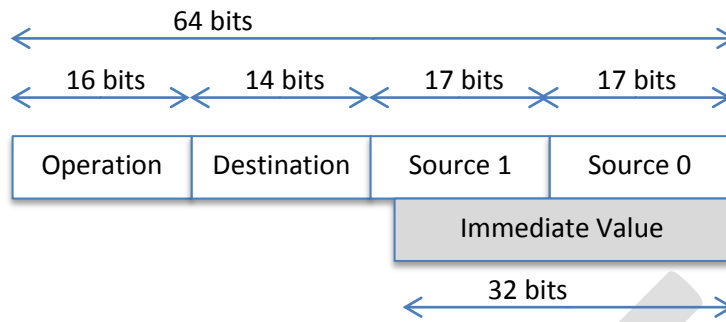 64 bits
16 bits 14 bits 17 bits 17 bits
Operation Destination Source 1 Source 0
Immediate Value
32 bits